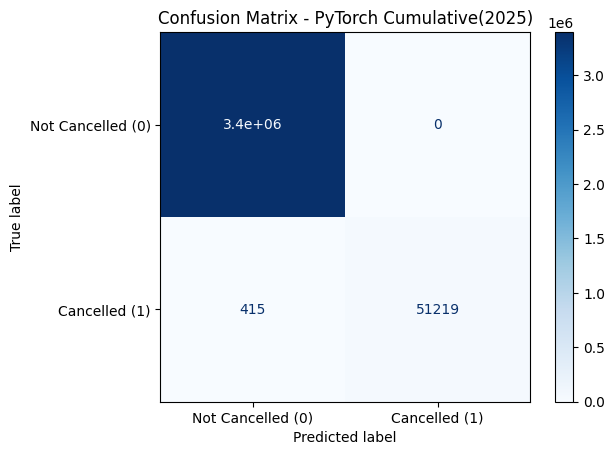 Confusion Matrix - PyTorch Cumulative(2025)
1e6
Not Cancelled (0)
3.4e+06
0
Cancelled (1)
415
51219
True label
Not Cancelled (0)
Cancelled (1)
Predicted label
3.0
2.5
2.0
1.5
1.0
0.5
0.0